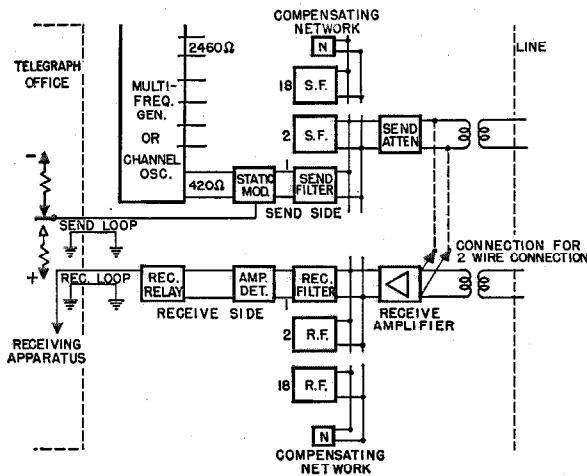 COMPENSATING
NETWORK
N
LINE
2460Ω
TELEGRAPH
OFFICE
MULTI-
FREQ.
GEN.
OR
CHANNEL
OSC.
18
S.F.
2
S.F.
SEND
ATTEN
420Ω
STATIC
MOD.
1
SEND
FILTER
SEND SIDE
-
SEND LOOP
+
REC. LOOP
REC.
RELAY
AMP.
DET.
1
REC.
FILTER
CONNECTION FOR
2 WIRE CONNECTION
RECEIVE SIDE
RECEIVE
AMPLIFIER
2
R.F.
RECEIVING
APPARATUS
18
R.F.
N
COMPENSATING
NETWORK